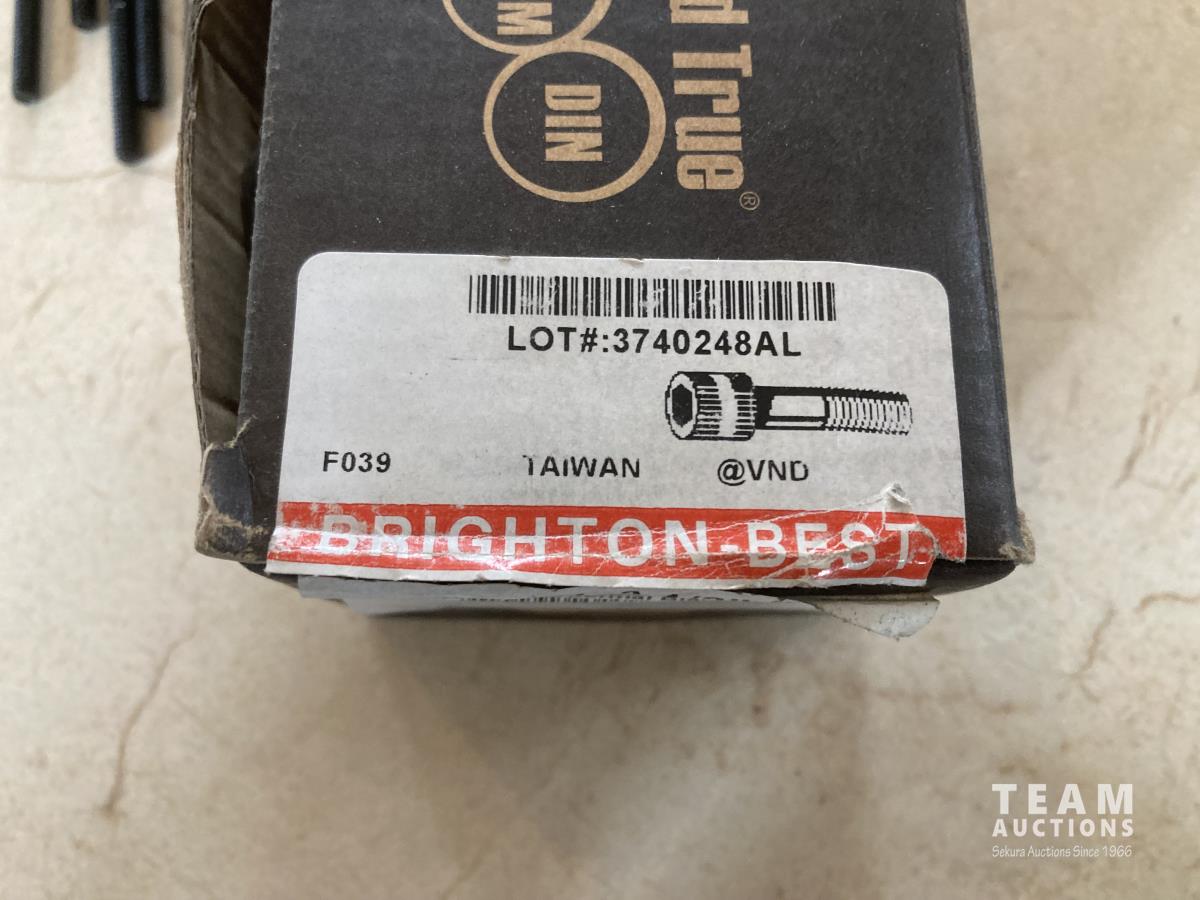 M
DIN
d True®
LOT#:3740248AL
F039 TAIWAN @VND
BRIGHTON-BEST
TEAM
AUCTIONS
Sekura Auctions Since 1966